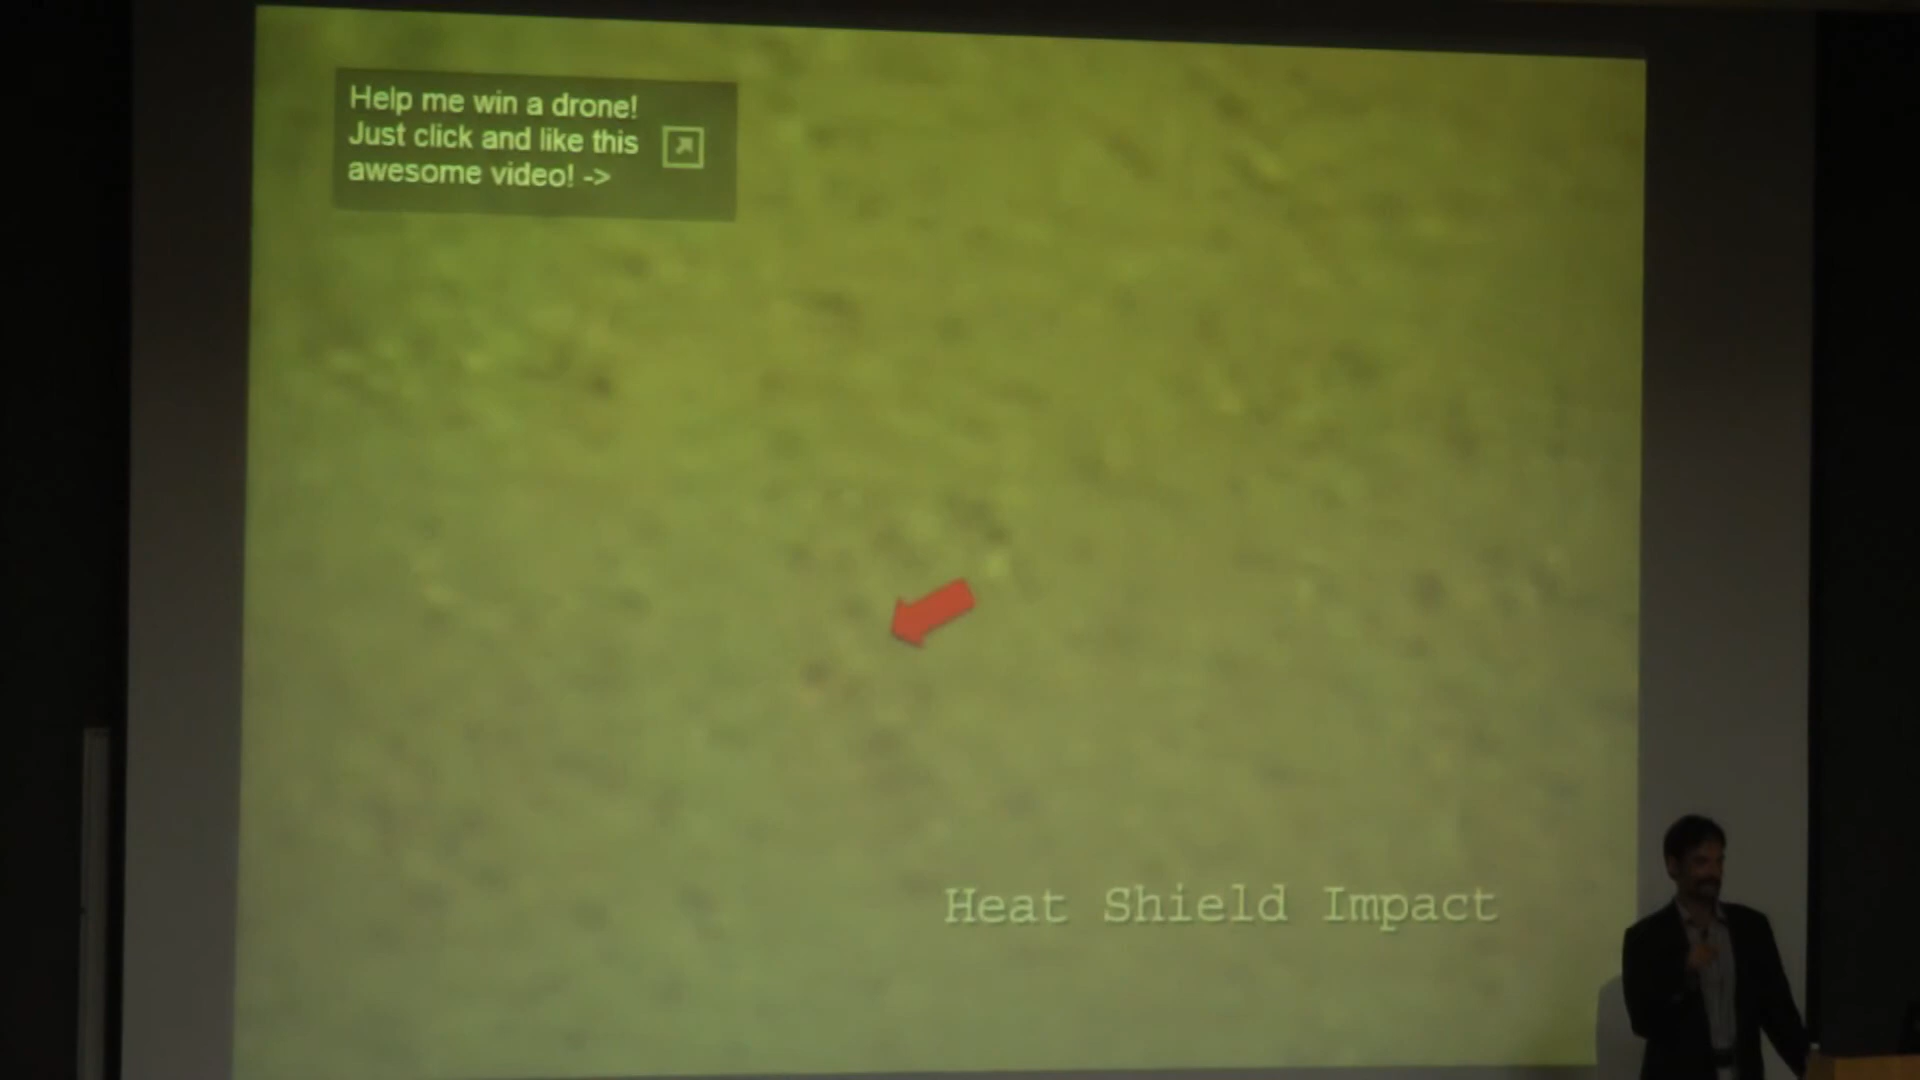 Help me win a drone!
Just click and like this
awesome video! ->
Heat Shield Impact